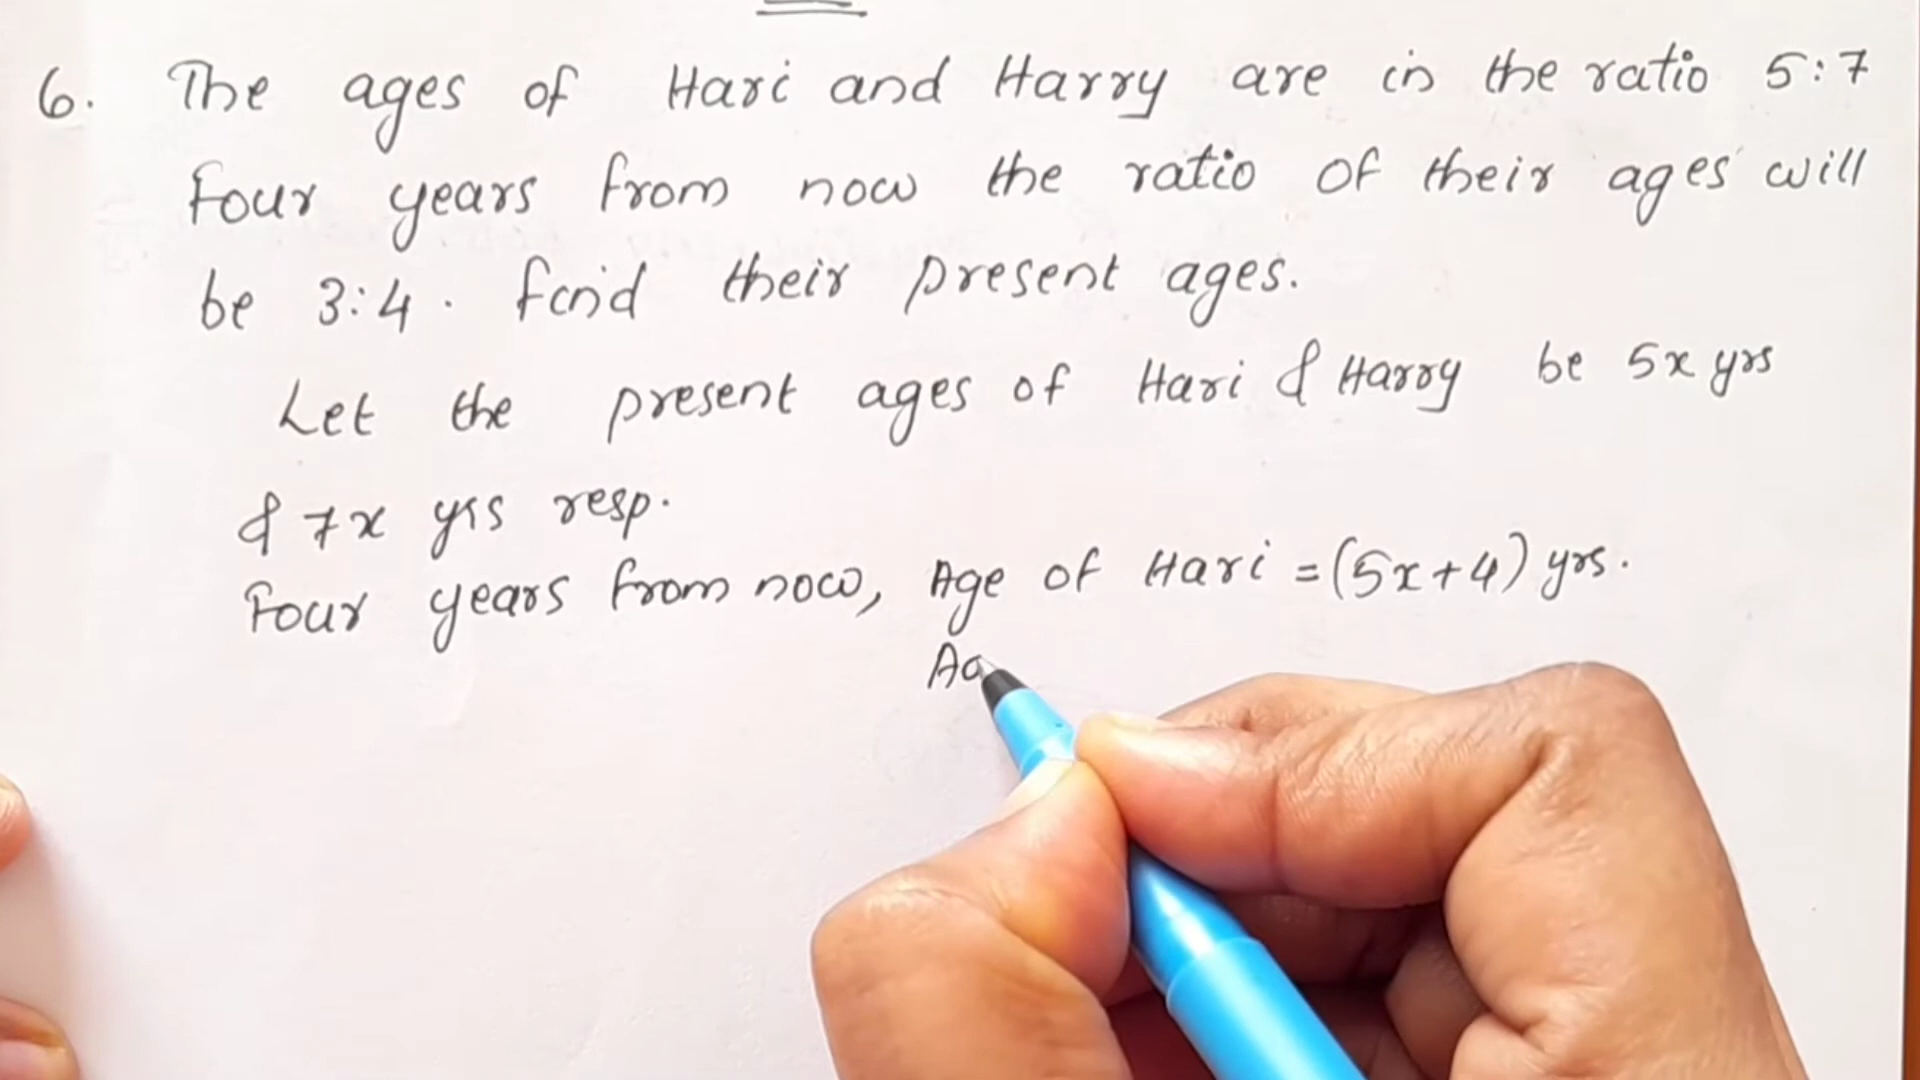 6. The ages of Hari and Harry are in the ratio 5:7
Four years from now the ratio of their ages will
be 3:4. find their present ages.
Let the present ages of Hari & Harry be 5x yrs
& 7x yrs resp.
Four years from now, Age of Hari = (5x+4) yrs.
Ag